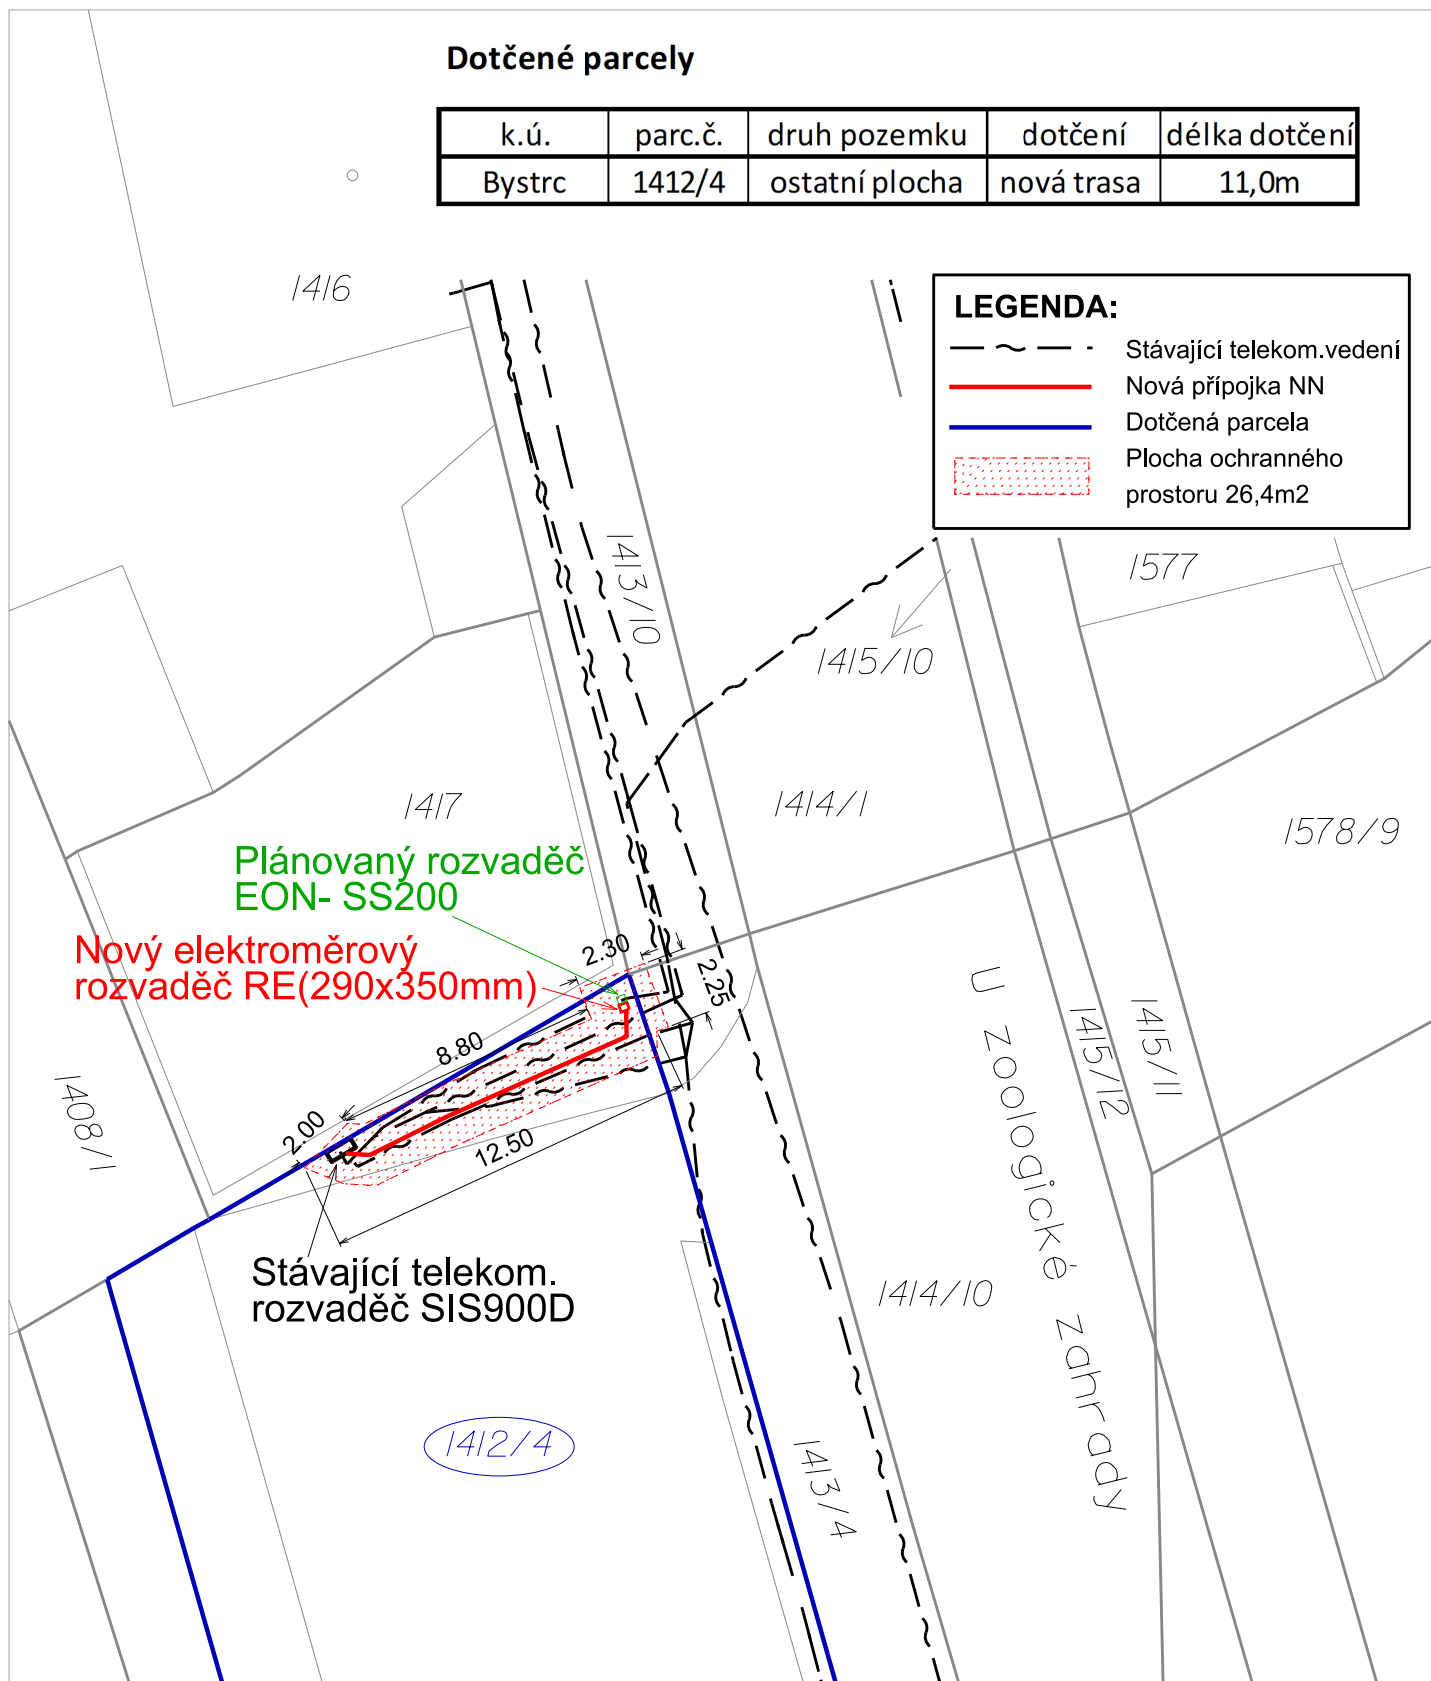 Dotčené parcely
k.ú. parc.č. druh pozemku dotčení délka dotčení
Bystrc 1412/4 ostatní plocha nová trasa 11,0m
1416
LEGENDA:
Stávající telekom.vedení
Nová přípojka NN
Dotčená parcela
Plocha ochranného
prostoru 26,4m2
1413/10
1577
1415/10
1417
1414/1
1578/9
Plánovaný rozvaděč
EON- SS200
Nový elektroměrový
rozvaděč RE(290x350mm)
2.30
2.25
8.80
2.00
12.50
1408/1
U zoologické zahrady
1415/12
1415/11
Stávající telekom.
rozvaděč SIS900D
1414/10
1412/4
1413/4